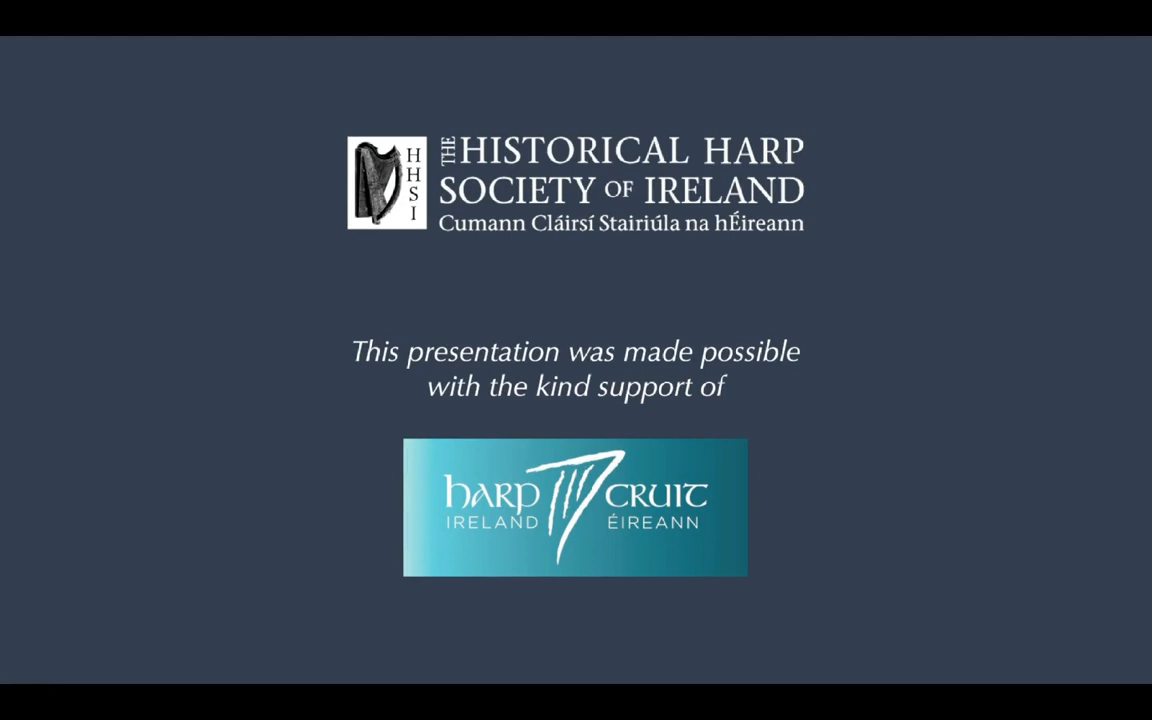 HHSI
THE HISTORICAL HARP
SOCIETY OF IRELAND
Cumann Cláirsí Stairiúla na hÉireann
This presentation was made possible
with the kind support of
harp cruit
IRELAND ÉIREANN